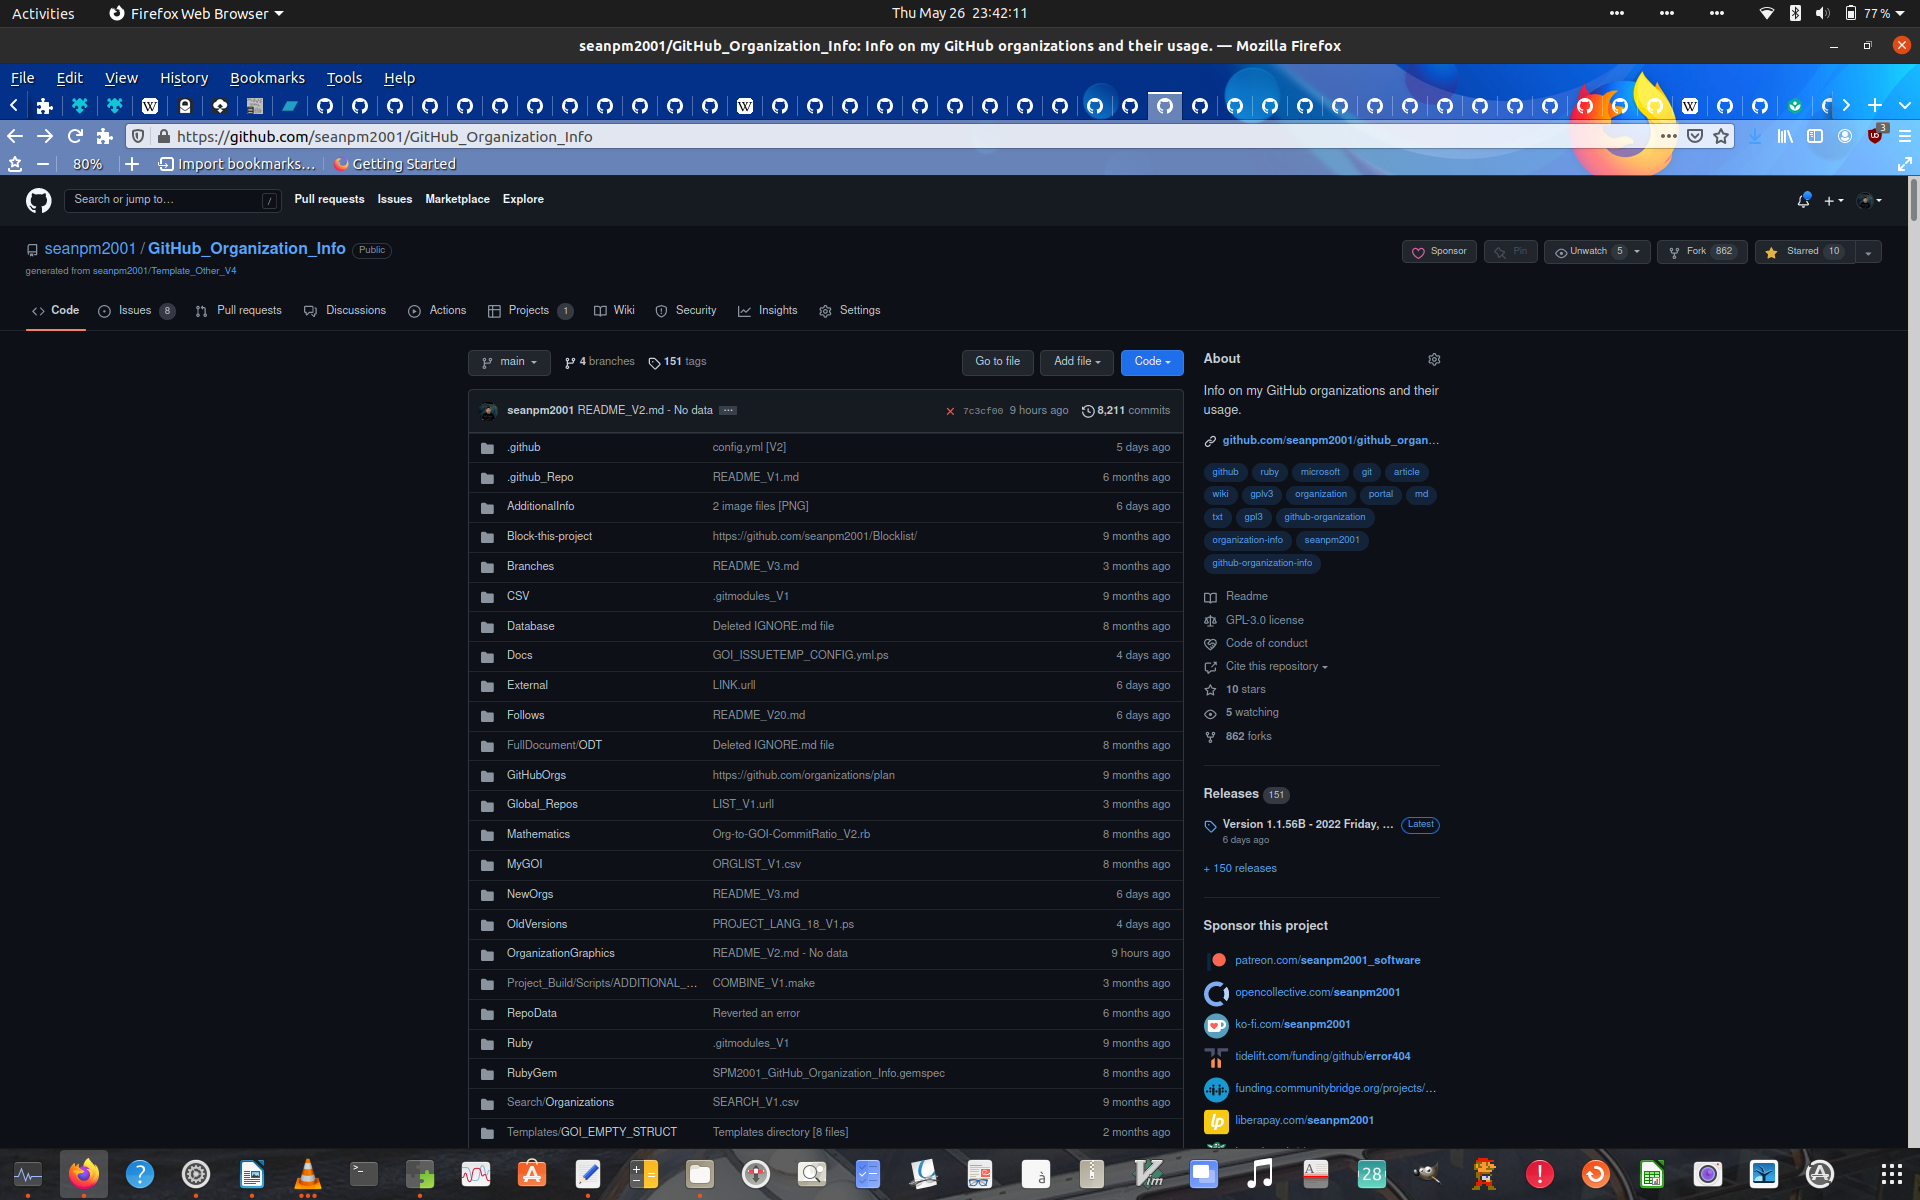 Activities Firefox Web Browser Thu May 26 23:42:11 77 %
seanpm2001/GitHub_Organization_Info: Info on my GitHub organizations and their usage. — Mozilla Firefox
File Edit View History Bookmarks Tools Help
https://github.com/seanpm2001/GitHub_Organization_Info 3
80% Import bookmarks… Getting Started
Search or jump to… / Pull requests Issues Marketplace Explore
seanpm2001 / GitHub_Organization_Info Public Sponsor Pin Unwatch 5 Fork 862 Starred 10
generated from seanpm2001/Template_Other_V4
Code Issues 8 Pull requests Discussions Actions Projects 1 Wiki Security Insights Settings
main 4 branches 151 tags Go to file Add file Code
seanpm2001 README_V2.md - No data 7c3cf00 9 hours ago 8,211 commits
.github config.yml [V2] 5 days ago
.github_Repo README_V1.md 6 months ago
AdditionalInfo 2 image files [PNG] 6 days ago
Block-this-project https://github.com/seanpm2001/Blocklist/ 9 months ago
Branches README_V3.md 3 months ago
CSV .gitmodules_V1 9 months ago
Database Deleted IGNORE.md file 8 months ago
Docs GOI_ISSUETEMP_CONFIG.yml.ps 4 days ago
External LINK.urll 6 days ago
Follows README_V20.md 6 days ago
FullDocument/ODT Deleted IGNORE.md file 8 months ago
GitHubOrgs https://github.com/organizations/plan 9 months ago
Global_Repos LIST_V1.urll 3 months ago
Mathematics Org-to-GOI-CommitRatio_V2.rb 8 months ago
MyGOI ORGLIST_V1.csv 8 months ago
NewOrgs README_V3.md 6 days ago
OldVersions PROJECT_LANG_18_V1.ps 4 days ago
OrganizationGraphics README_V2.md - No data 9 hours ago
Project_Build/Scripts/ADDITIONAL_… COMBINE_V1.make 3 months ago
RepoData Reverted an error 6 months ago
Ruby .gitmodules_V1 9 months ago
RubyGem SPM2001_GitHub_Organization_Info.gemspec 8 months ago
Search/Organizations SEARCH_V1.csv 9 months ago
Templates/GOI_EMPTY_STRUCT Templates directory [8 files] 2 months ago
About
Info on my GitHub organizations and their
usage.
github.com/seanpm2001/github_organ…
github ruby microsoft git article
wiki gplv3 organization portal md
txt gpl3 github-organization
organization-info seanpm2001
github-organization-info
Readme
GPL-3.0 license
Code of conduct
Cite this repository
10 stars
5 watching
862 forks
Releases 151
Version 1.1.56B - 2022 Friday, … Latest
6 days ago
+ 150 releases
Sponsor this project
patreon.com/seanpm2001_software
opencollective.com/seanpm2001
ko-fi.com/seanpm2001
tidelift.com/funding/github/error404
funding.communitybridge.org/projects/…
liberapay.com/seanpm2001
28